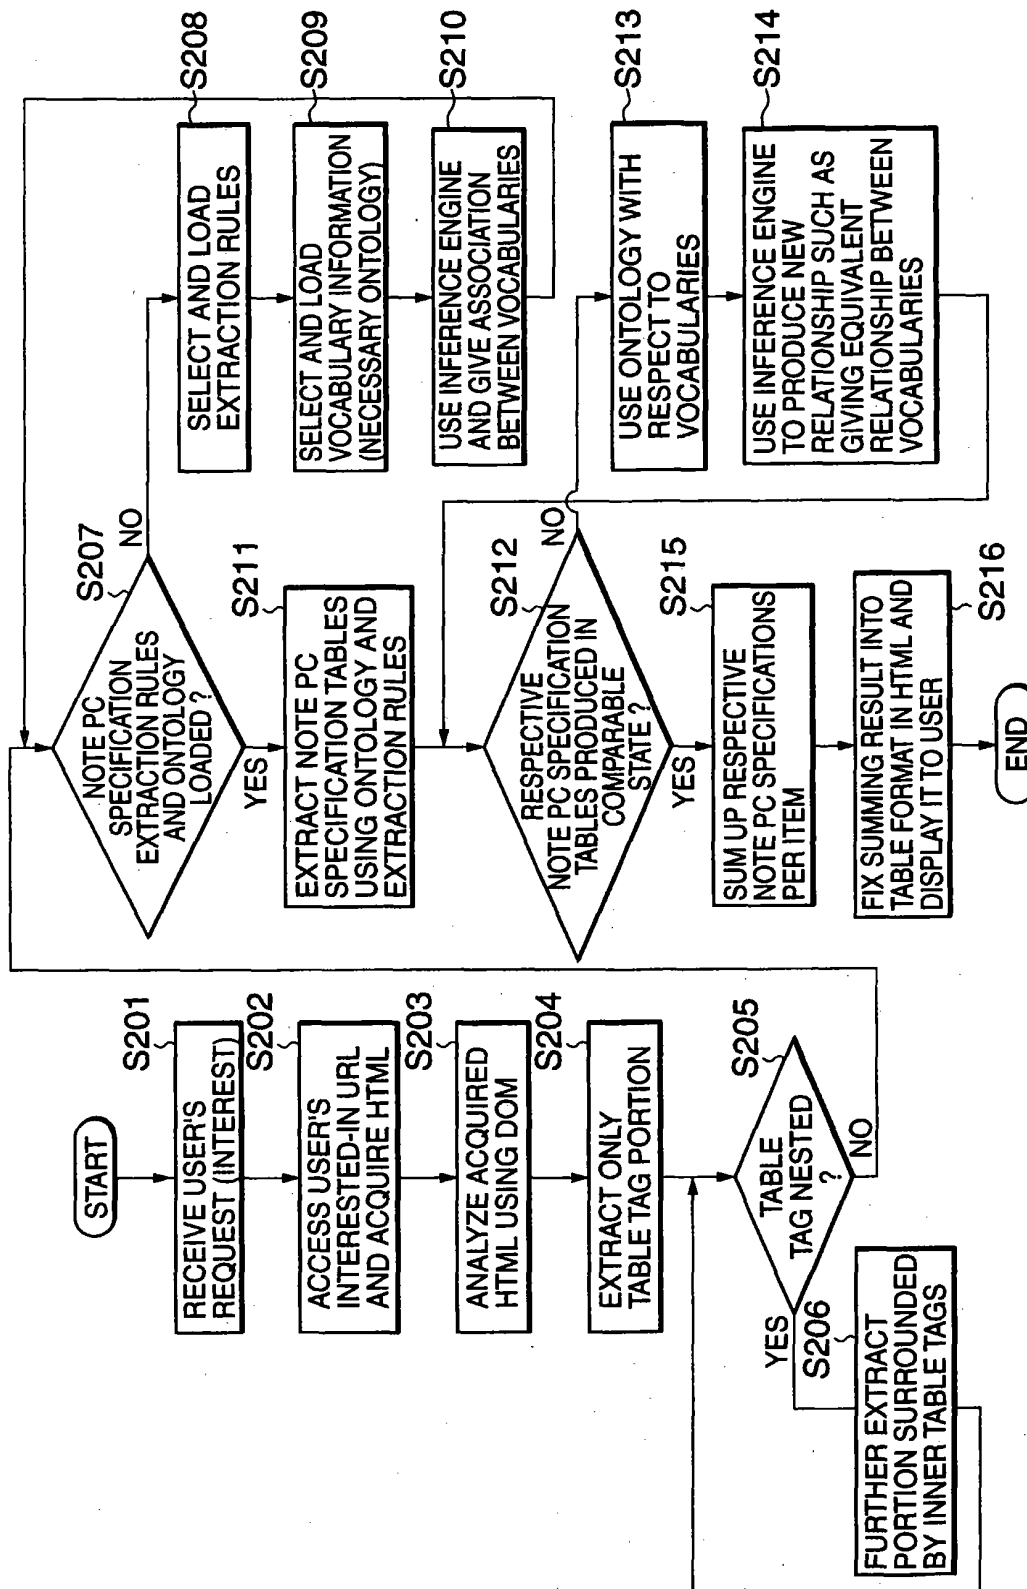 START
S201
RECEIVE USER'S
REQUEST (INTEREST)
S202
ACCESS USER'S
INTERESTED-IN URL
AND ACQUIRE HTML
S203
ANALYZE ACQUIRED
HTML USING DOM
S204
EXTRACT ONLY
TABLE TAG PORTION
S205
TABLE
TAG NESTED
?
NO
YES
S206
FURTHER EXTRACT
PORTION SURROUNDED
BY INNER TABLE TAGS
S207
NOTE PC
SPECIFICATION
EXTRACTION RULES
AND ONTOLOGY
LOADED ?
NO
YES
S208
SELECT AND LOAD
EXTRACTION RULES
S209
SELECT AND LOAD
VOCABULARY INFORMATION
(NECESSARY ONTOLOGY)
S210
USE INFERENCE ENGINE
AND GIVE ASSOCIATION
BETWEEN VOCABULARIES
S211
EXTRACT NOTE PC
SPECIFICATION TABLES
USING ONTOLOGY AND
EXTRACTION RULES
S212
RESPECTIVE
NOTE PC SPECIFICATION
TABLES PRODUCED IN
COMPARABLE
STATE ?
NO
YES
S213
USE ONTOLOGY WITH
RESPECT TO
VOCABULARIES
S214
USE INFERENCE ENGINE
TO PRODUCE NEW
RELATIONSHIP SUCH AS
GIVING EQUIVALENT
RELATIONSHIP BETWEEN
VOCABULARIES
S215
SUM UP RESPECTIVE
NOTE PC SPECIFICATIONS
PER ITEM
S216
FIX SUMMING RESULT INTO
TABLE FORMAT IN HTML AND
DISPLAY IT TO USER
END